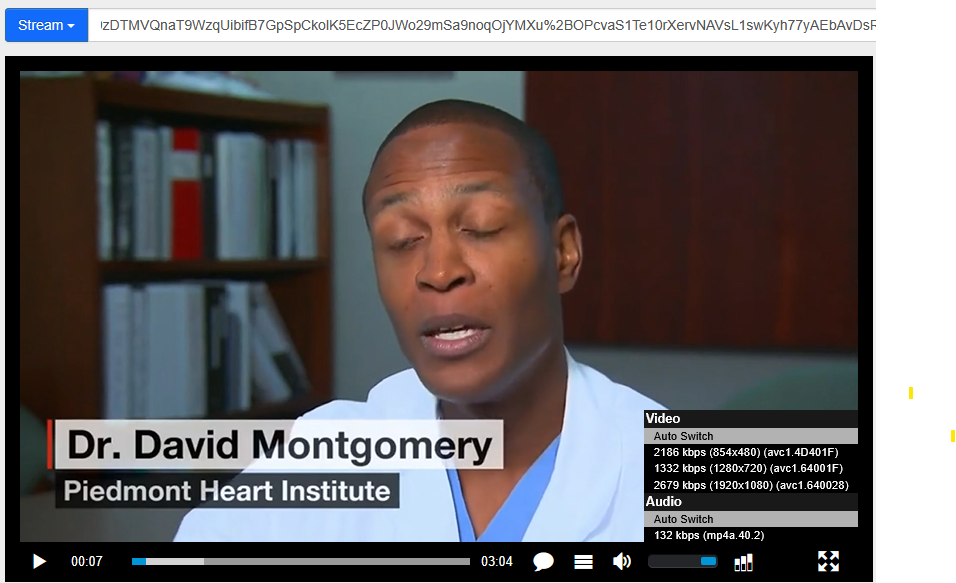 Stream
zDTMVQnaT9WzqUibifB7GpSpCkolK5EcZP0JWo29mSa9noqOjYMXu%2BOPcvaS1Te10rXervNAVsL1swKyh77yAEbAvDsR
Dr. David Montgomery
Piedmont Heart Institute
Video
Auto Switch
2186 kbps (854x480) (avc1.4D401F)
1332 kbps (1280x720) (avc1.64001F)
2679 kbps (1920x1080) (avc1.640028)
Audio
Auto Switch
132 kbps (mp4a.40.2)
00:07
03:04